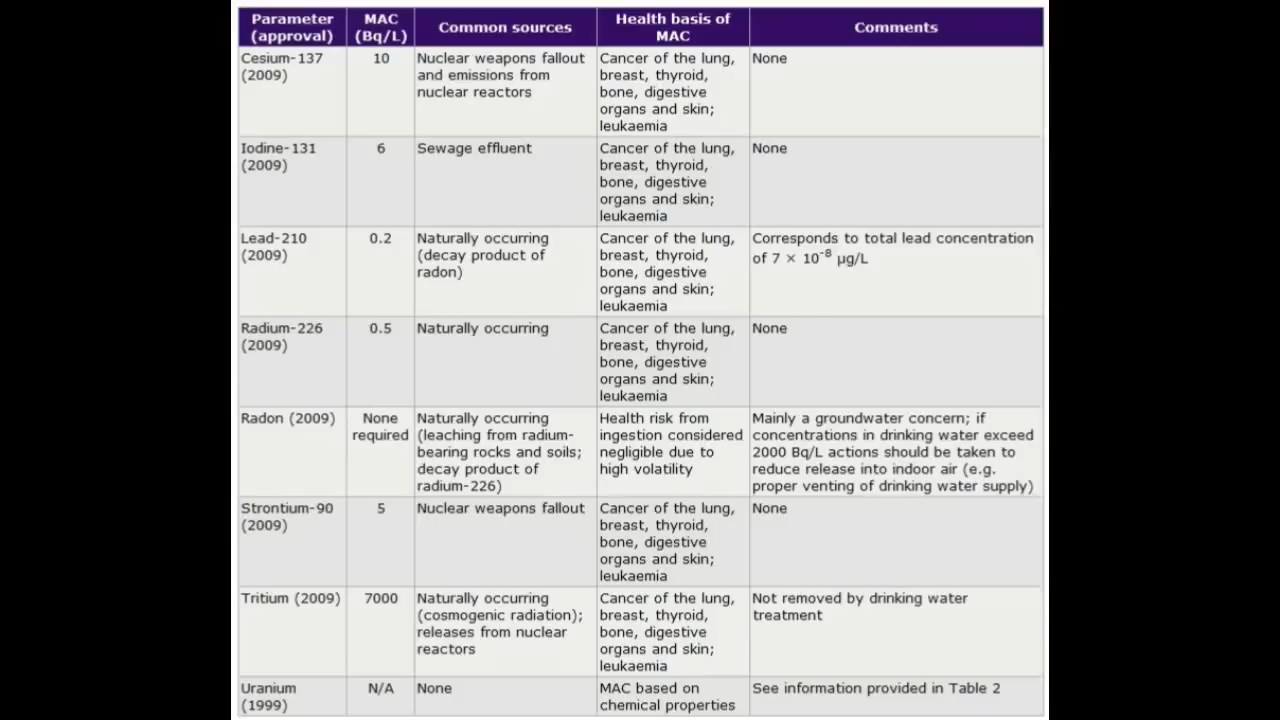 Parameter (approval) MAC (Bq/L) Common sources Health basis of MAC Comments
Cesium-137 (2009) 10 Nuclear weapons fallout and emissions from nuclear reactors Cancer of the lung, breast, thyroid, bone, digestive organs and skin; leukaemia None
Iodine-131 (2009) 6 Sewage effluent Cancer of the lung, breast, thyroid, bone, digestive organs and skin; leukaemia None
Lead-210 (2009) 0.2 Naturally occurring (decay product of radon) Cancer of the lung, breast, thyroid, bone, digestive organs and skin; leukaemia Corresponds to total lead concentration of 7 × 10⁻⁸ µg/L
Radium-226 (2009) 0.5 Naturally occurring Cancer of the lung, breast, thyroid, bone, digestive organs and skin; leukaemia None
Radon (2009) None required Naturally occurring (leaching from radium-bearing rocks and soils; decay product of radium-226) Health risk from ingestion considered negligible due to high volatility Mainly a groundwater concern; if concentrations in drinking water exceed 2000 Bq/L actions should be taken to reduce release into indoor air (e.g. proper venting of drinking water supply)
Strontium-90 (2009) 5 Nuclear weapons fallout Cancer of the lung, breast, thyroid, bone, digestive organs and skin; leukaemia None
Tritium (2009) 7000 Naturally occurring (cosmogenic radiation); releases from nuclear reactors Cancer of the lung, breast, thyroid, bone, digestive organs and skin; leukaemia Not removed by drinking water treatment
Uranium (1999) N/A None MAC based on chemical properties See information provided in Table 2